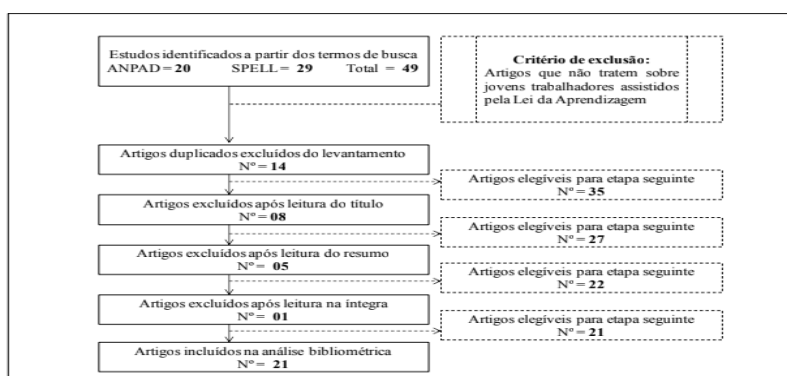 Estudos identificados a partir dos termos de busca
ANPAD = 20 SPELL = 29 Total = 49
Critério de exclusão:
Artigos que não tratem sobre
jovens trabalhadores assistidos
pela Lei da Aprendizagem
Artigos duplicados excluídos do levantamento
Nº = 14
Artigos elegíveis para etapa seguinte
Nº = 35
Artigos excluídos após leitura do título
Nº = 08
Artigos elegíveis para etapa seguinte
Nº = 27
Artigos excluídos após leitura do resumo
Nº = 05
Artigos elegíveis para etapa seguinte
Nº = 22
Artigos excluídos após leitura na íntegra
Nº = 01
Artigos elegíveis para etapa seguinte
Nº = 21
Artigos incluídos na análise bibliométrica
Nº = 21